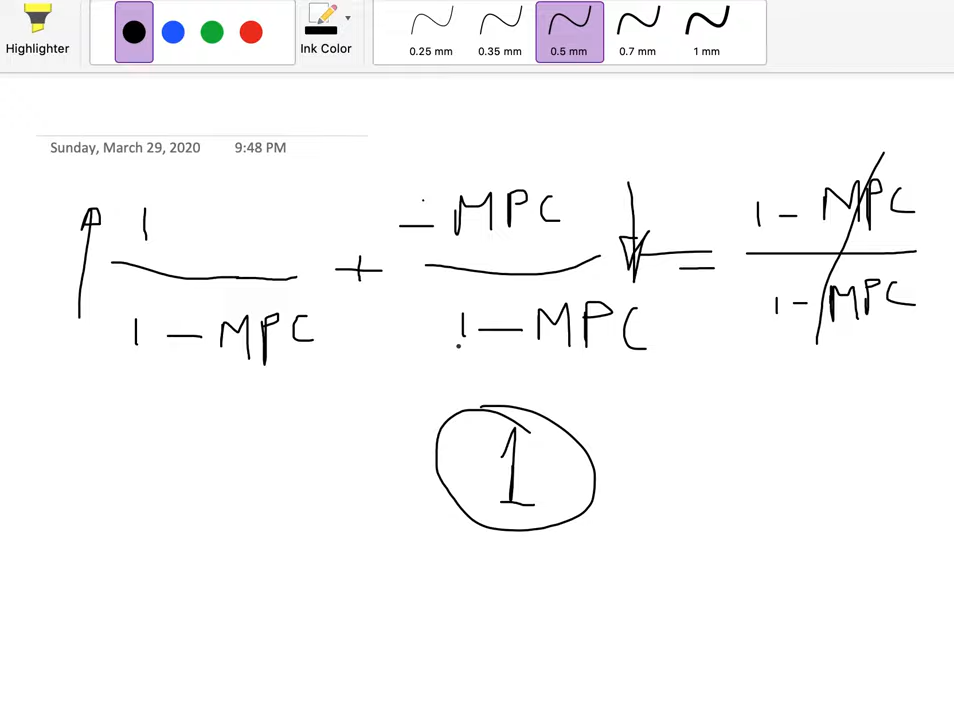 Highlighter
Ink Color
0.25 mm 0.35 mm 0.5 mm 0.7 mm 1 mm
Sunday, March 29, 2020 9:48 PM
1 + - MPC = 1 - MPC
1 - MPC 1 - MPC 1 - MPC
1